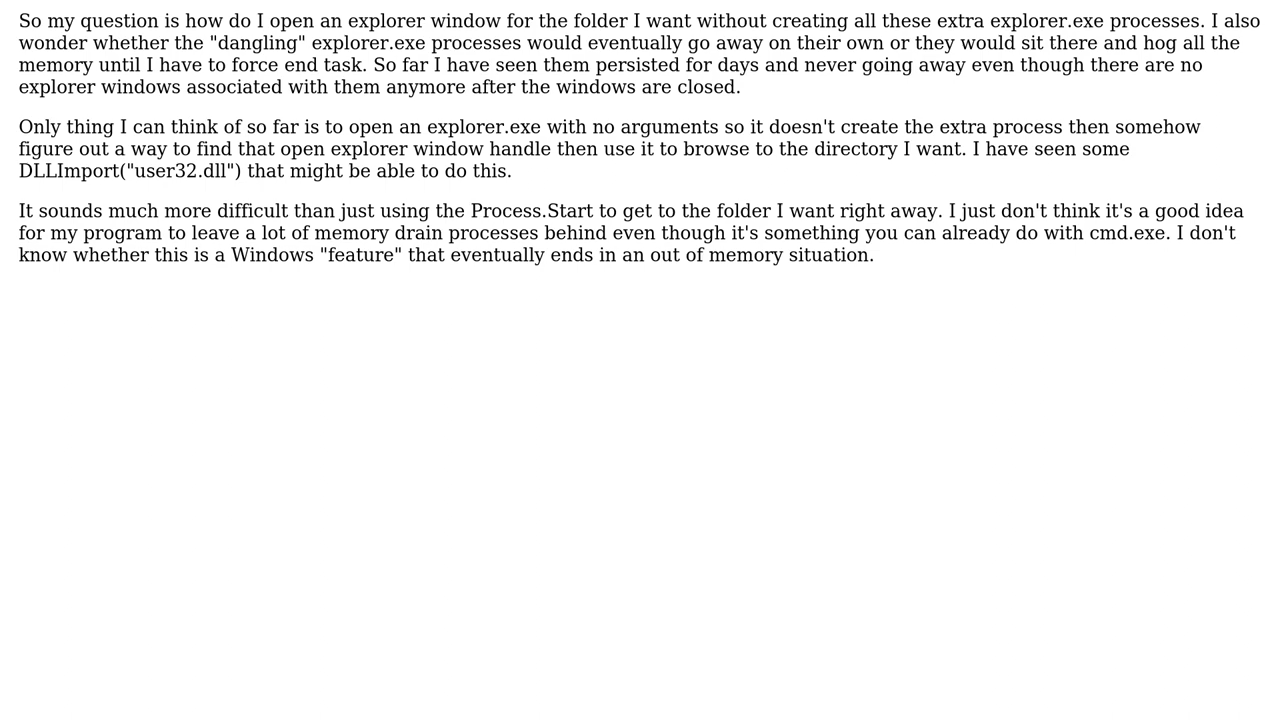 So my question is how do I open an explorer window for the folder I want without creating all these extra explorer.exe processes. I also
wonder whether the "dangling" explorer.exe processes would eventually go away on their own or they would sit there and hog all the
memory until I have to force end task. So far I have seen them persisted for days and never going away even though there are no
explorer windows associated with them anymore after the windows are closed.
Only thing I can think of so far is to open an explorer.exe with no arguments so it doesn't create the extra process then somehow
figure out a way to find that open explorer window handle then use it to browse to the directory I want. I have seen some
DLLImport("user32.dll") that might be able to do this.
It sounds much more difficult than just using the Process.Start to get to the folder I want right away. I just don't think it's a good idea
for my program to leave a lot of memory drain processes behind even though it's something you can already do with cmd.exe. I don't
know whether this is a Windows "feature" that eventually ends in an out of memory situation.